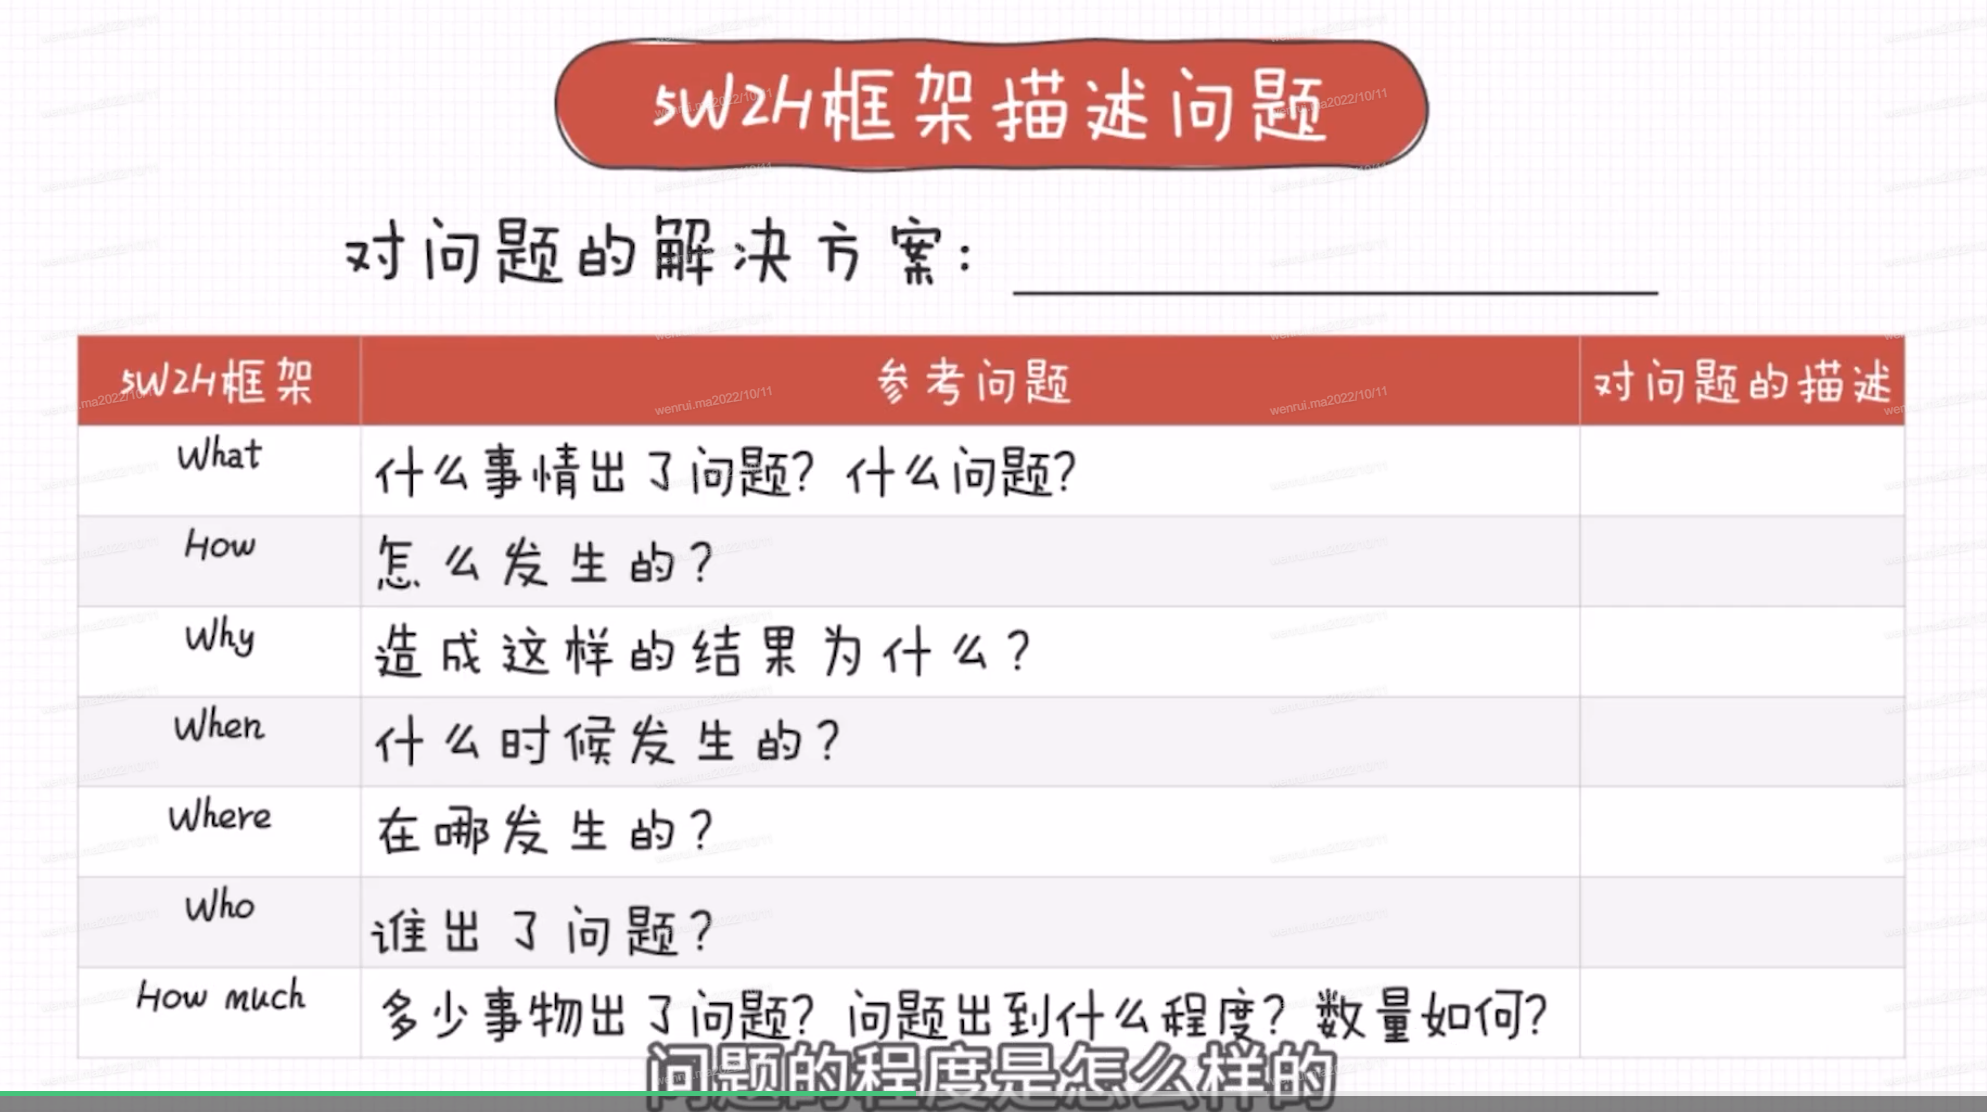 5W2H框架描述问题
对问题的解决方案:
5W2H框架 参考问题 对问题的描述
What 什么事情出了问题? 什么问题?
How 怎么发生的?
Why 造成这样的结果为什么?
When 什么时候发生的?
Where 在哪发生的?
Who 谁出了问题?
How much 多少事物出了问题? 问题出到什么程度? 数量如何?
问题的程度是怎么样的
wenrui.ma2022/10/11